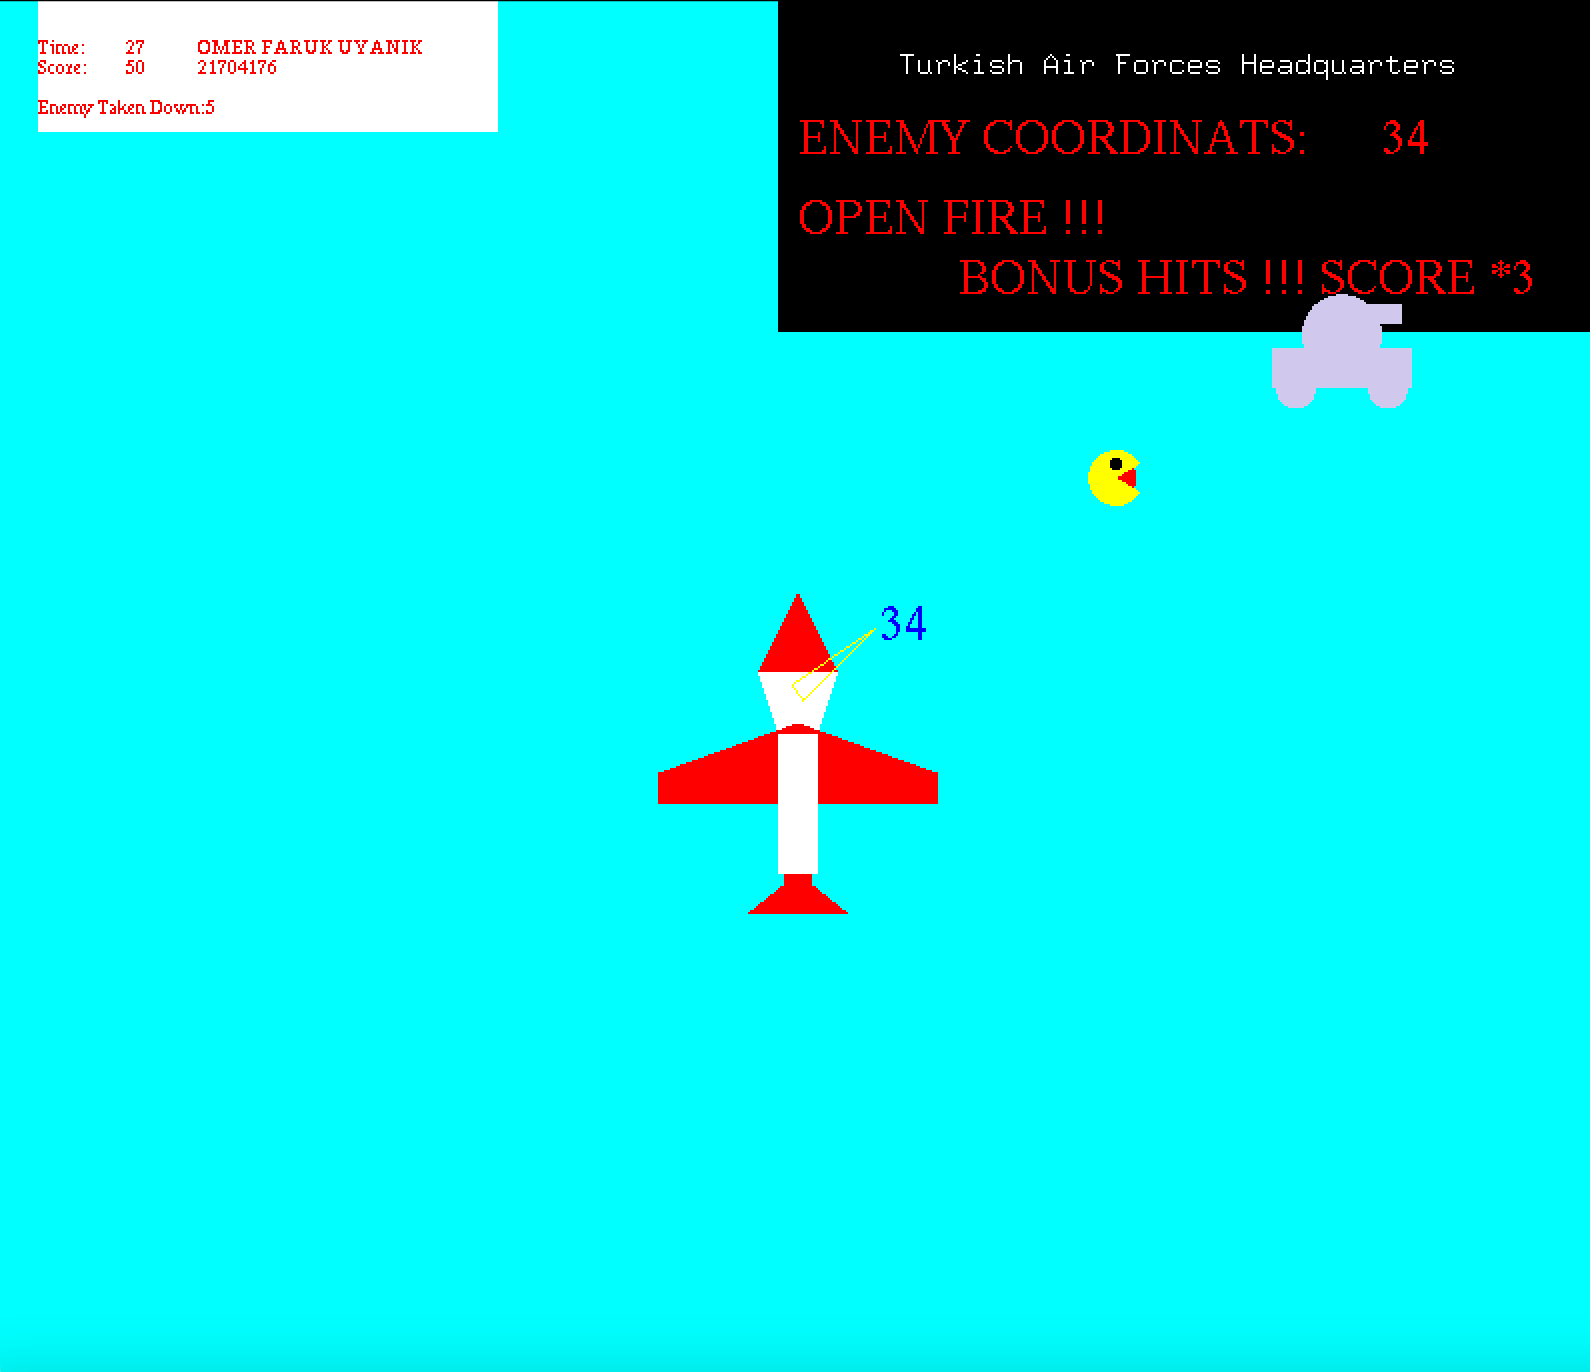 Time: 27 OMER FARUK UYANIK
Score: 50 21704176
Enemy Taken Down:5
Turkish Air Forces Headquarters
ENEMY COORDINATS: 34
OPEN FIRE !!!
BONUS HITS !!! SCORE *3
34